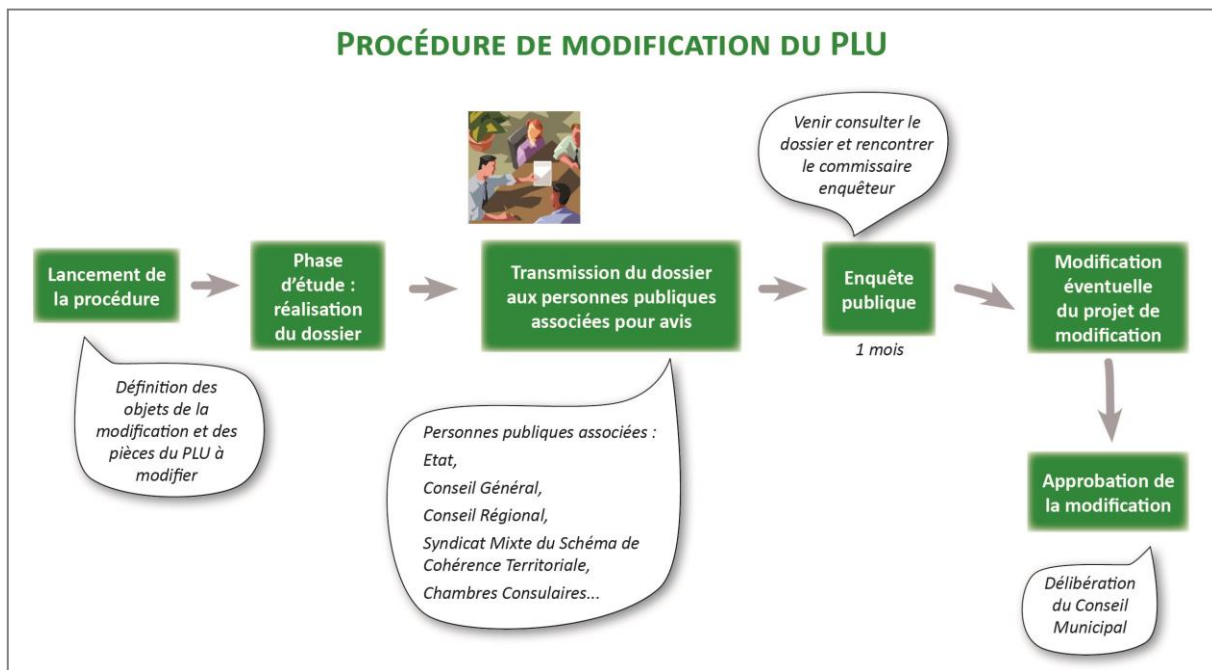 PROCÉDURE DE MODIFICATION DU PLU
Venir consulter le
dossier et rencontrer
le commissaire
enquêteur
Lancement de
la procédure
Phase
d'étude :
réalisation
du dossier
Transmission du dossier
aux personnes publiques
associées pour avis
Enquête
publique
1 mois
Modification
éventuelle
du projet de
modification
Définition des
objets de la
modification et des
pièces du PLU à
modifier
Personnes publiques associées :
Etat,
Conseil Général,
Conseil Régional,
Syndicat Mixte du Schéma de
Cohérence Territoriale,
Chambres Consulaires...
Approbation de
la modification
Délibération
du Conseil
Municipal